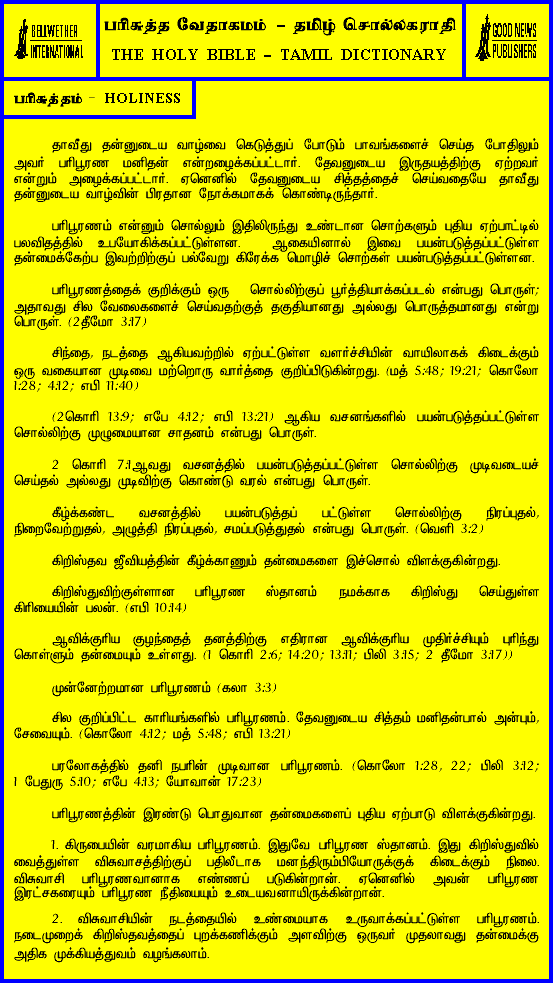 BELLWETHER
INTERNATIONAL
பரிசுத்த வேதாகமம் – தமிழ் சொல்லகராதி
THE HOLY BIBLE – TAMIL DICTIONARY
GOOD NEWS
PUBLISHERS
பரிசுத்தம் – HOLINESS
தாவீது தன்னுடைய வாழ்வை கெடுத்துப் போடும் பாவங்களைச் செய்த போதிலும்
அவர் பரிபூரண மனிதன் என்றழைக்கப்பட்டார். தேவனுடைய இருதயத்திற்கு ஏற்றவர்
என்றும் அழைக்கப்பட்டார். ஏனெனில் தேவனுடைய சித்தத்தைச் செய்வதையே தாவீது
தன்னுடைய வாழ்வின் பிரதான நோக்கமாகக் கொண்டிருந்தார்.
பரிபூரணம் என்னும் சொல்லும் இதிலிருந்து உண்டான சொற்களும் புதிய ஏற்பாட்டில்
பலவிதத்தில் உபயோகிக்கப்பட்டுள்ளன. ஆகையினால் இவை பயன்படுத்தப்பட்டுள்ள
தன்மைக்கேற்ப இவற்றிற்குப் பல்வேறு கிரேக்க மொழிச் சொற்கள் பயன்படுத்தப்பட்டுள்ளன.
பரிபூரணத்தைக் குறிக்கும் ஒரு சொல்லிற்குப் பூர்த்தியாக்கப்படல் என்பது பொருள்;
அதாவது சில வேலைகளைச் செய்வதற்குத் தகுதியானது அல்லது பொருத்தமானது என்று
பொருள். (2தீமோ 3:17)
சிந்தை, நடத்தை ஆகியவற்றில் ஏற்பட்டுள்ள வளர்ச்சியின் வாயிலாகக் கிடைக்கும்
ஒரு வகையான முடிவை மற்றொரு வார்த்தை குறிப்பிடுகின்றது. (மத் 5:48; 19:21; கொலோ
1:28; 4:12; எபி 11:40)
(2கொரி 13:9; எபே 4:12; எபி 13:21) ஆகிய வசனங்களில் பயன்படுத்தப்பட்டுள்ள
சொல்லிற்கு முழுமையான சாதனம் என்பது பொருள்.
2 கொரி 7:1ஆவது வசனத்தில் பயன்படுத்தப்பட்டுள்ள சொல்லிற்கு முடிவடையச்
செய்தல் அல்லது முடிவிற்கு கொண்டு வரல் என்பது பொருள்.
கீழ்க்கண்ட வசனத்தில் பயன்படுத்தப் பட்டுள்ள சொல்லிற்கு நிரப்புதல்,
நிறைவேற்றுதல், அழுத்தி நிரப்புதல், சமப்படுத்துதல் என்பது பொருள். (வெளி 3:2)
கிறிஸ்தவ ஜீவியத்தின் கீழ்க்காணும் தன்மைகளை இச்சொல் விளக்குகின்றது.
கிறிஸ்துவிற்குள்ளான பரிபூரண ஸ்தானம் நமக்காக கிறிஸ்து செய்துள்ள
கிரியையின் பலன். (எபி 10:14)
ஆவிக்குரிய குழந்தைத் தனத்திற்கு எதிரான ஆவிக்குரிய முதிர்ச்சியும் புரிந்து
கொள்ளும் தன்மையும் உள்ளது. (1 கொரி 2:6; 14:20; 13:11; பிலி 3:15; 2 தீமோ 3:17))
முன்னேற்றமான பரிபூரணம் (கலா 3:3)
சில குறிப்பிட்ட காரியங்களில் பரிபூரணம். தேவனுடைய சித்தம் மனிதன்பால் அன்பும்,
சேவையும். (கொலோ 4:12; மத் 5:48; எபி 13:21)
பரலோகத்தில் தனி நபரின் முடிவான பரிபூரணம். (கொலோ 1:28, 22; பிலி 3:12;
1 பேதுரு 5:10; எபே 4:13; யோவான் 17:23)
பரிபூரணத்தின் இரண்டு பொதுவான தன்மைகளைப் புதிய ஏற்பாடு விளக்குகின்றது.
1. கிருபையின் வரமாகிய பரிபூரணம். இதுவே பரிபூரண ஸ்தானம். இது கிறிஸ்துவில்
வைத்துள்ள விசுவாசத்திற்குப் பதிலீடாக மனந்திரும்பியோருக்குக் கிடைக்கும் நிலை.
விசுவாசி பரிபூரணவானாக எண்ணப் படுகின்றான். ஏனெனில் அவன் பரிபூரண
இரட்சகரையும் பரிபூரண நீதியையும் உடையவனாயிருக்கின்றான்.
2. விசுவாசியின் நடத்தையில் உண்மையாக உருவாக்கப்பட்டுள்ள பரிபூரணம்.
நடைமுறைக் கிறிஸ்தவத்தைப் புறக்கணிக்கும் அளவிற்கு ஒருவர் முதலாவது தன்மைக்கு
அதிக முக்கியத்துவம் வழங்கலாம்.